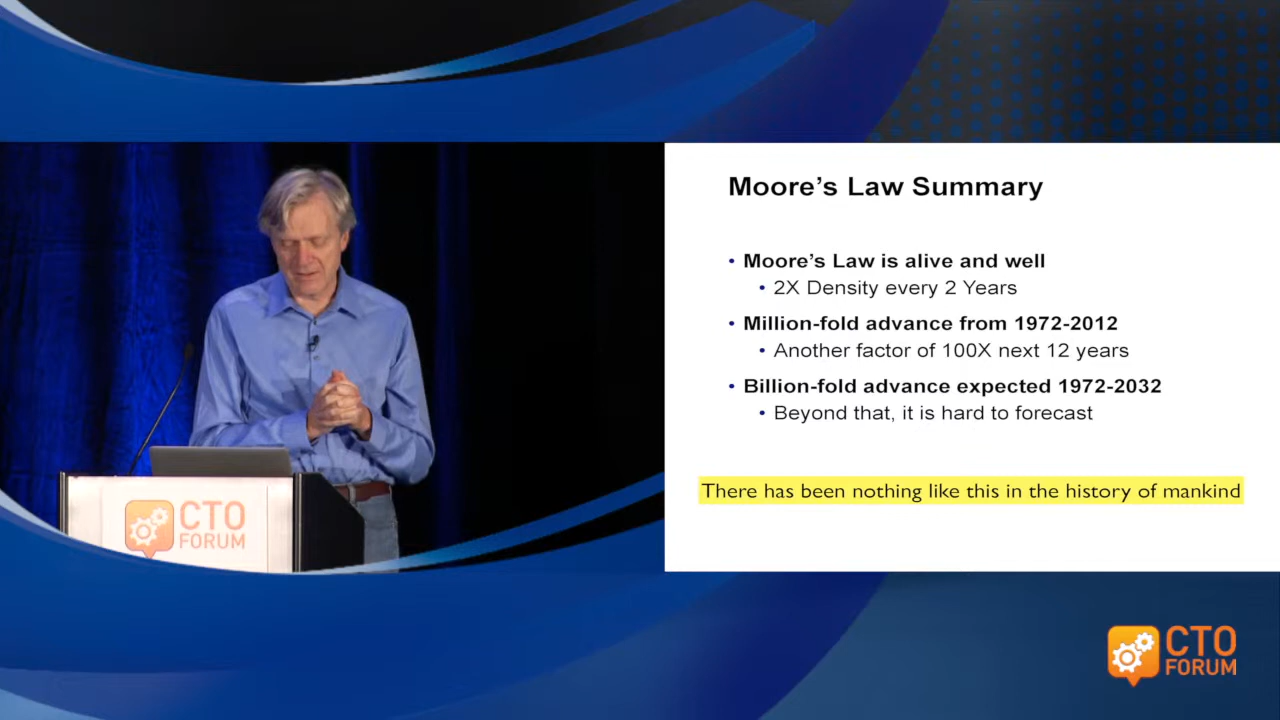 Moore's Law Summary
• Moore's Law is alive and well
• 2X Density every 2 Years
• Million-fold advance from 1972-2012
• Another factor of 100X next 12 years
• Billion-fold advance expected 1972-2032
• Beyond that, it is hard to forecast
There has been nothing like this in the history of mankind
CTO
FORUM
CTO
FORUM